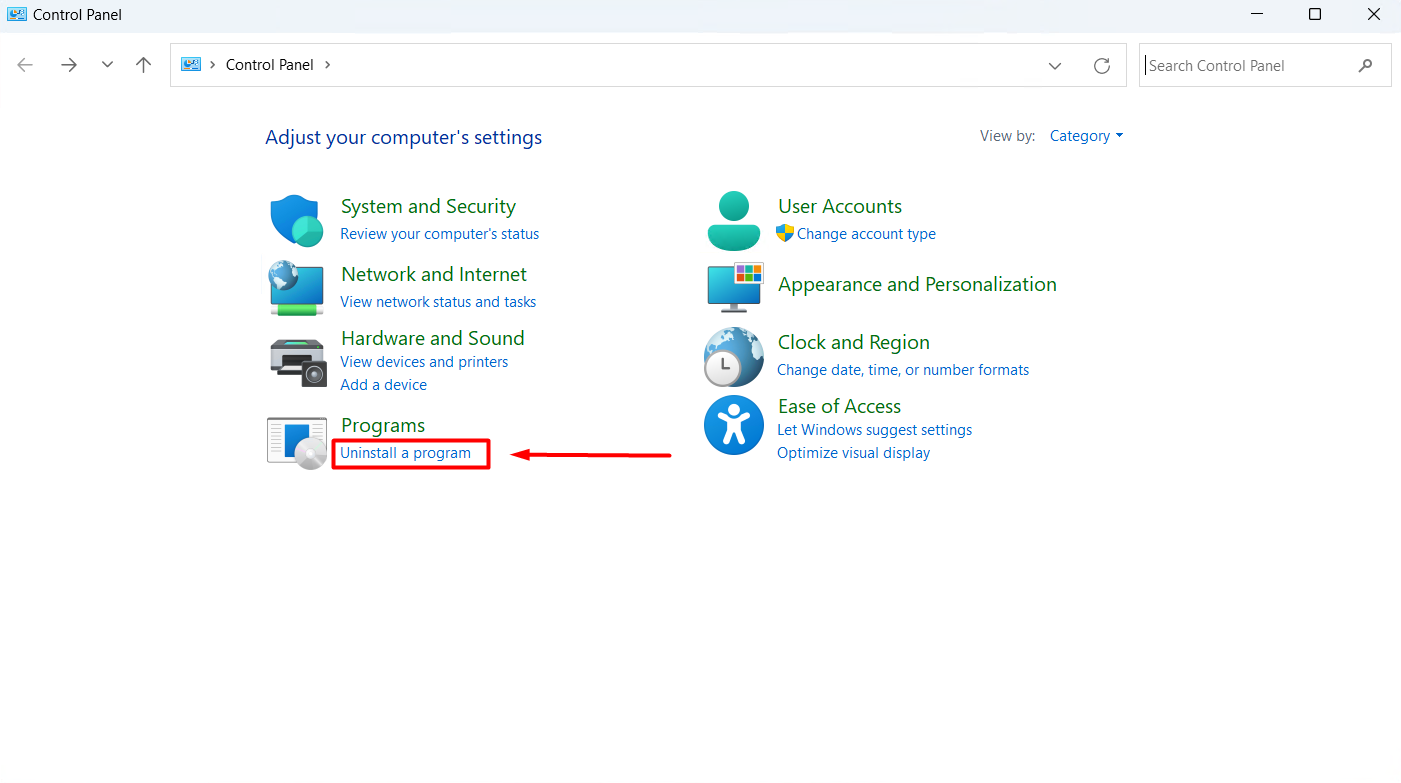 Control Panel
Control Panel
Search Control Panel
Adjust your computer's settings
View by: Category
System and Security
Review your computer's status
Network and Internet
View network status and tasks
Hardware and Sound
View devices and printers
Add a device
Programs
Uninstall a program
User Accounts
Change account type
Appearance and Personalization
Clock and Region
Change date, time, or number formats
Ease of Access
Let Windows suggest settings
Optimize visual display